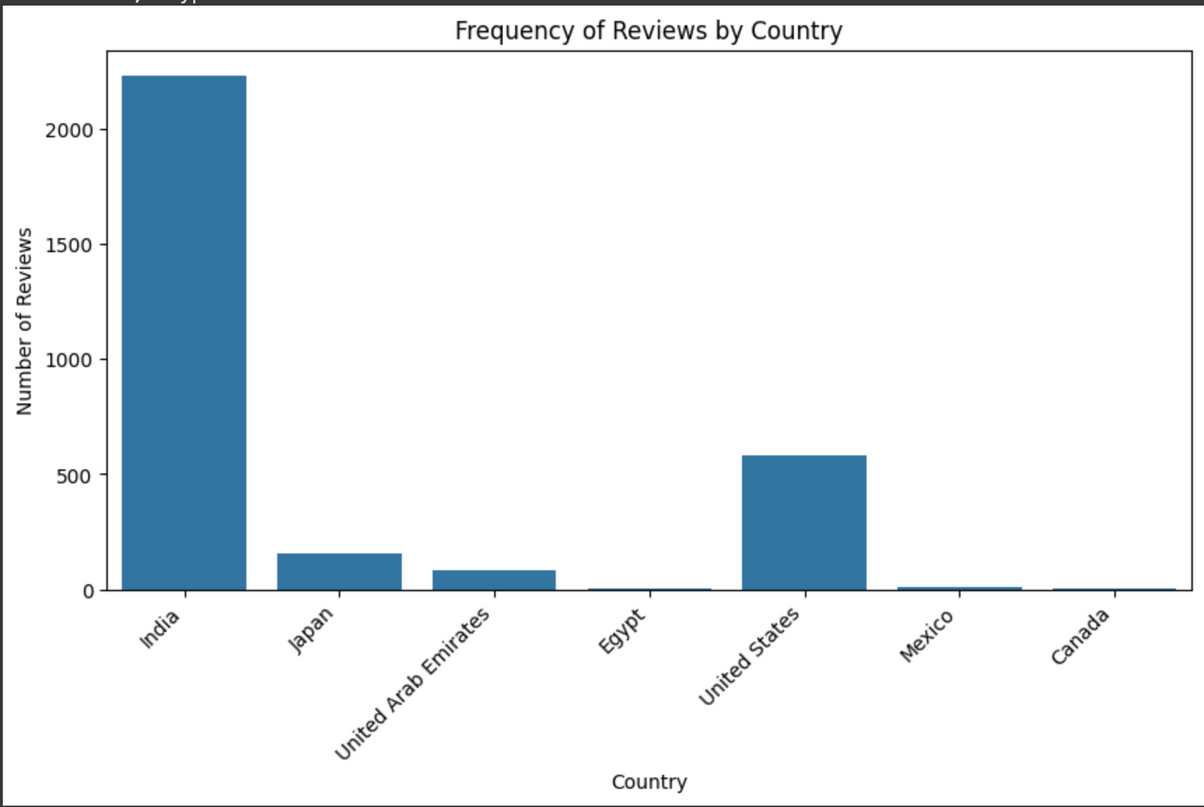 Frequency of Reviews by Country
Number of Reviews
2000
1500
1000
500
0
India
Japan
United Arab Emirates
Egypt
United States
Mexico
Canada
Country